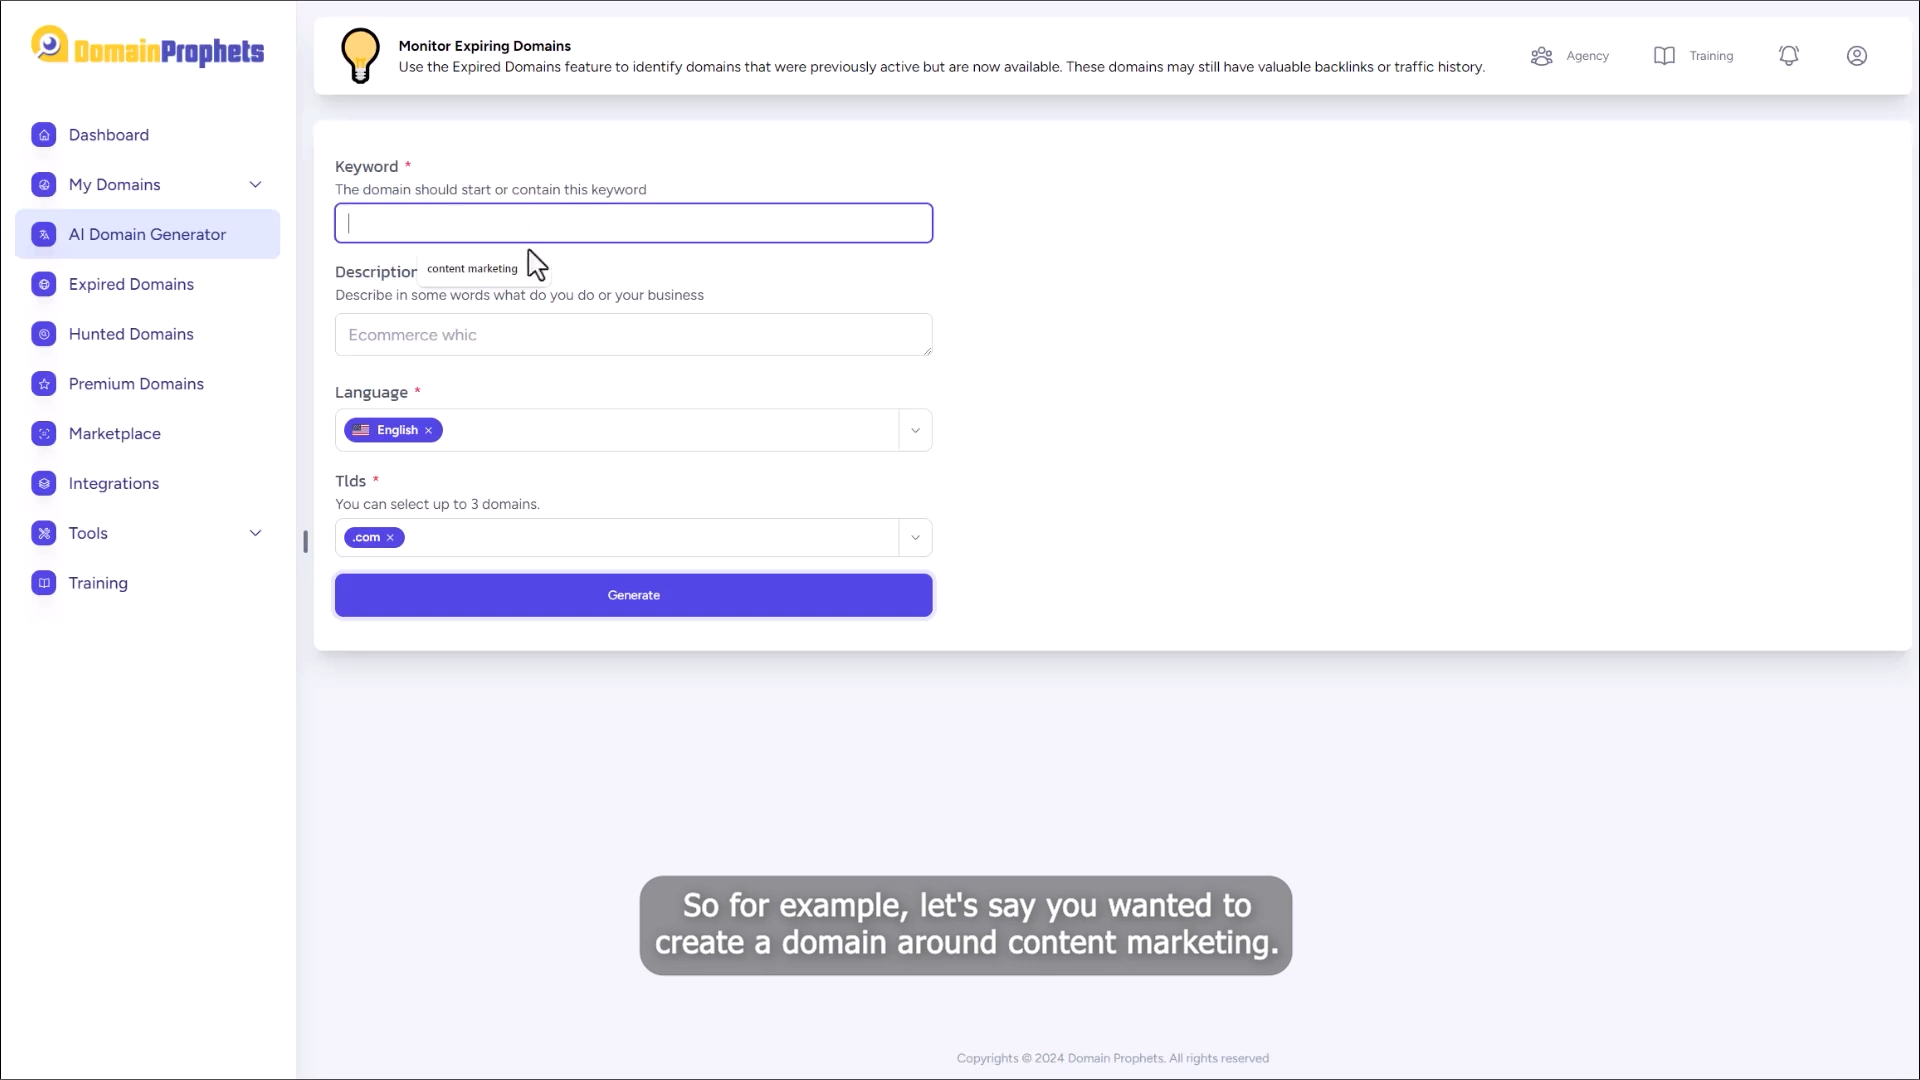 DomainProphets
Dashboard
My Domains
AI Domain Generator
Expired Domains
Hunted Domains
Premium Domains
Marketplace
Integrations
Tools
Training
Monitor Expiring Domains
Use the Expired Domains feature to identify domains that were previously active but are now available. These domains may still have valuable backlinks or traffic history.
Agency
Training
Keyword *
The domain should start or contain this keyword
content marketing
Description
Describe in some words what do you do or your business
Ecommerce whic
Language *
English ×
Tlds *
You can select up to 3 domains.
.com ×
Generate
So for example, let's say you wanted to
create a domain around content marketing.
Copyrights © 2024 Domain Prophets. All rights reserved